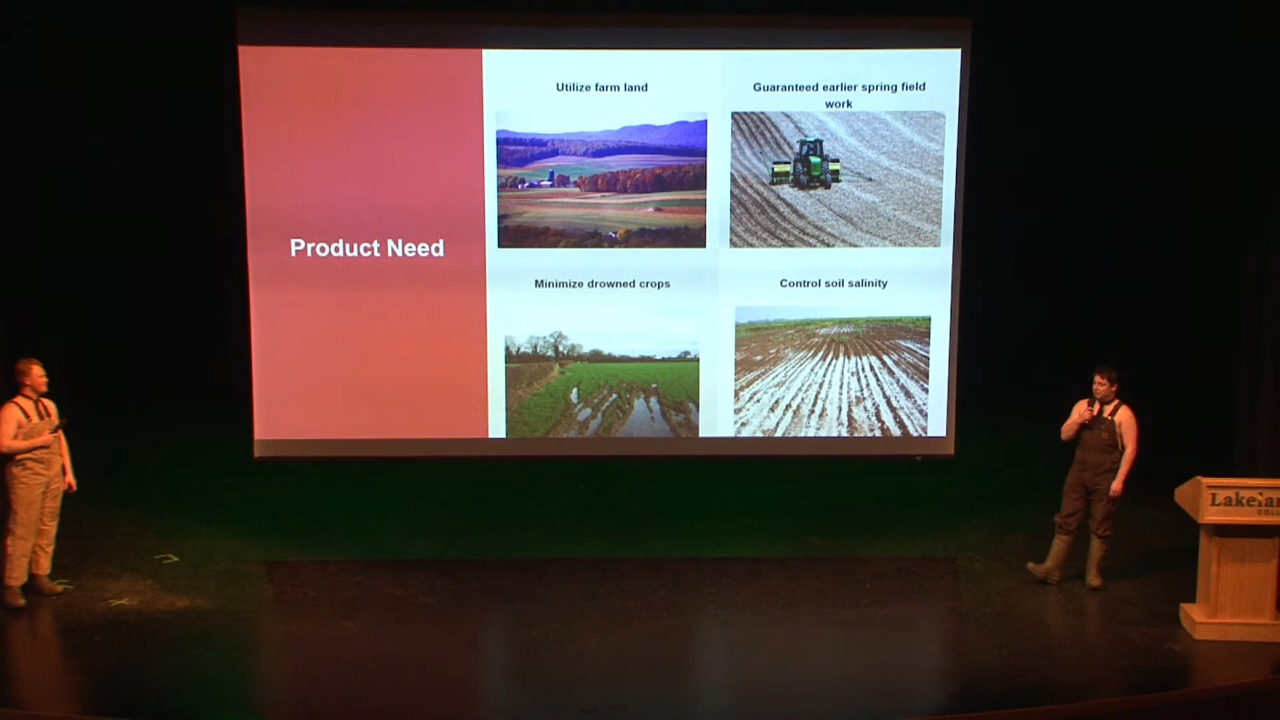 Product Need
Utilize farm land
Guaranteed earlier spring field
work
Minimize drowned crops
Control soil salinity